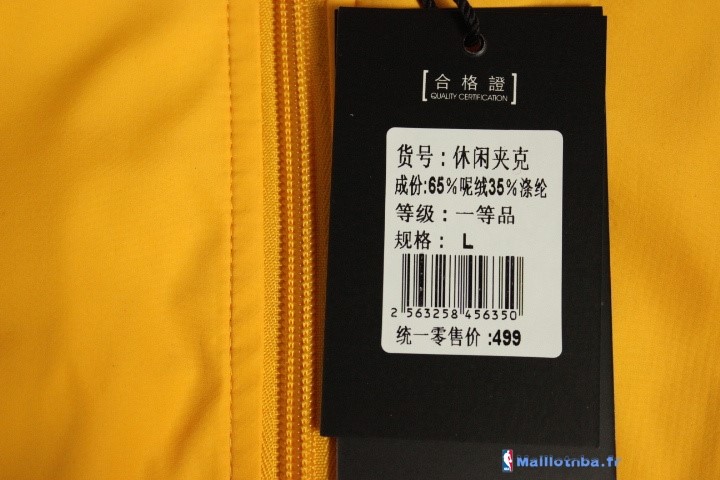 [合格證]
QUALITY CERTIFICATION
货号：休闲夹克
成份:65%呢绒35%涤纶
等级：一等品
规格： L
2 563258 456350
统一零售价 :499
Maillotnba.fr